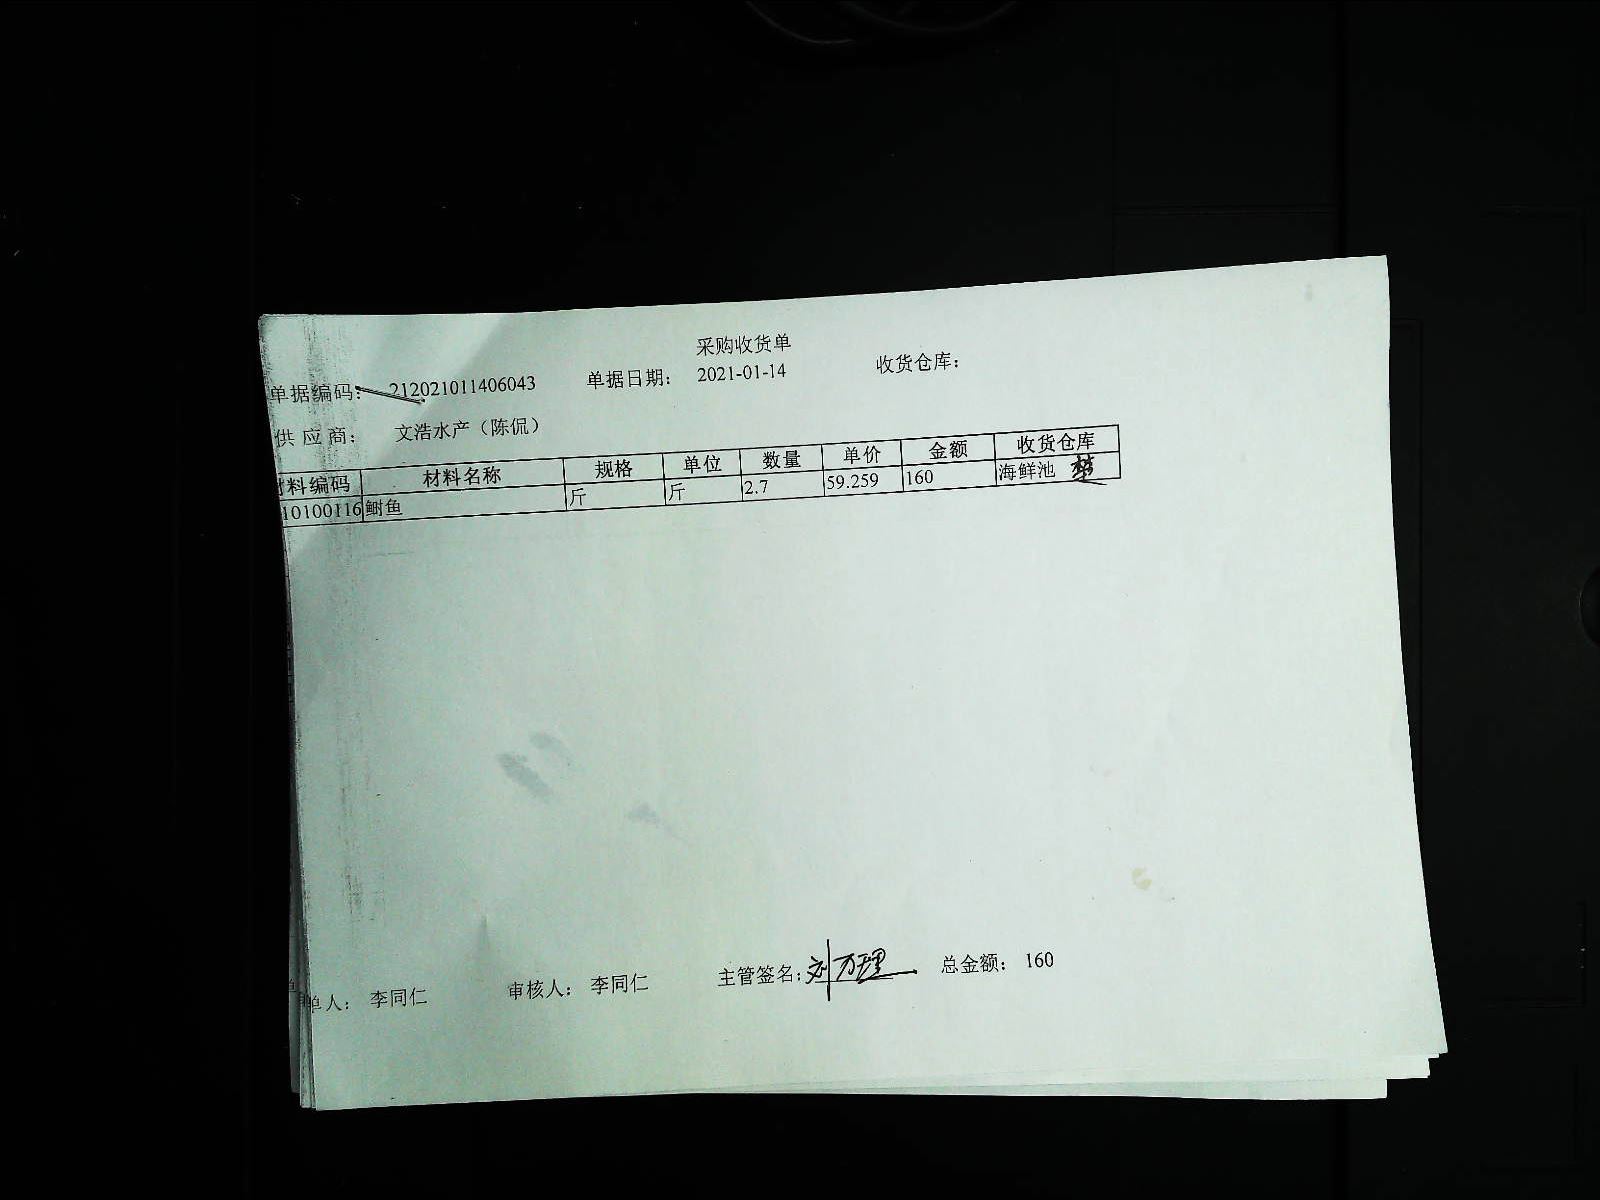 采购收货单
单据编码: 212021011406043 单据日期: 2021-01-14 收货仓库:
供应商: 文浩水产（陈侃）
材料编码 材料名称 规格 单位 数量 单价 金额 收货仓库
10100116 鲥鱼 斤 斤 2.7 59.259 160 海鲜池
单人: 李同仁 审核人: 李同仁 主管签名: 刘万理 总金额: 160